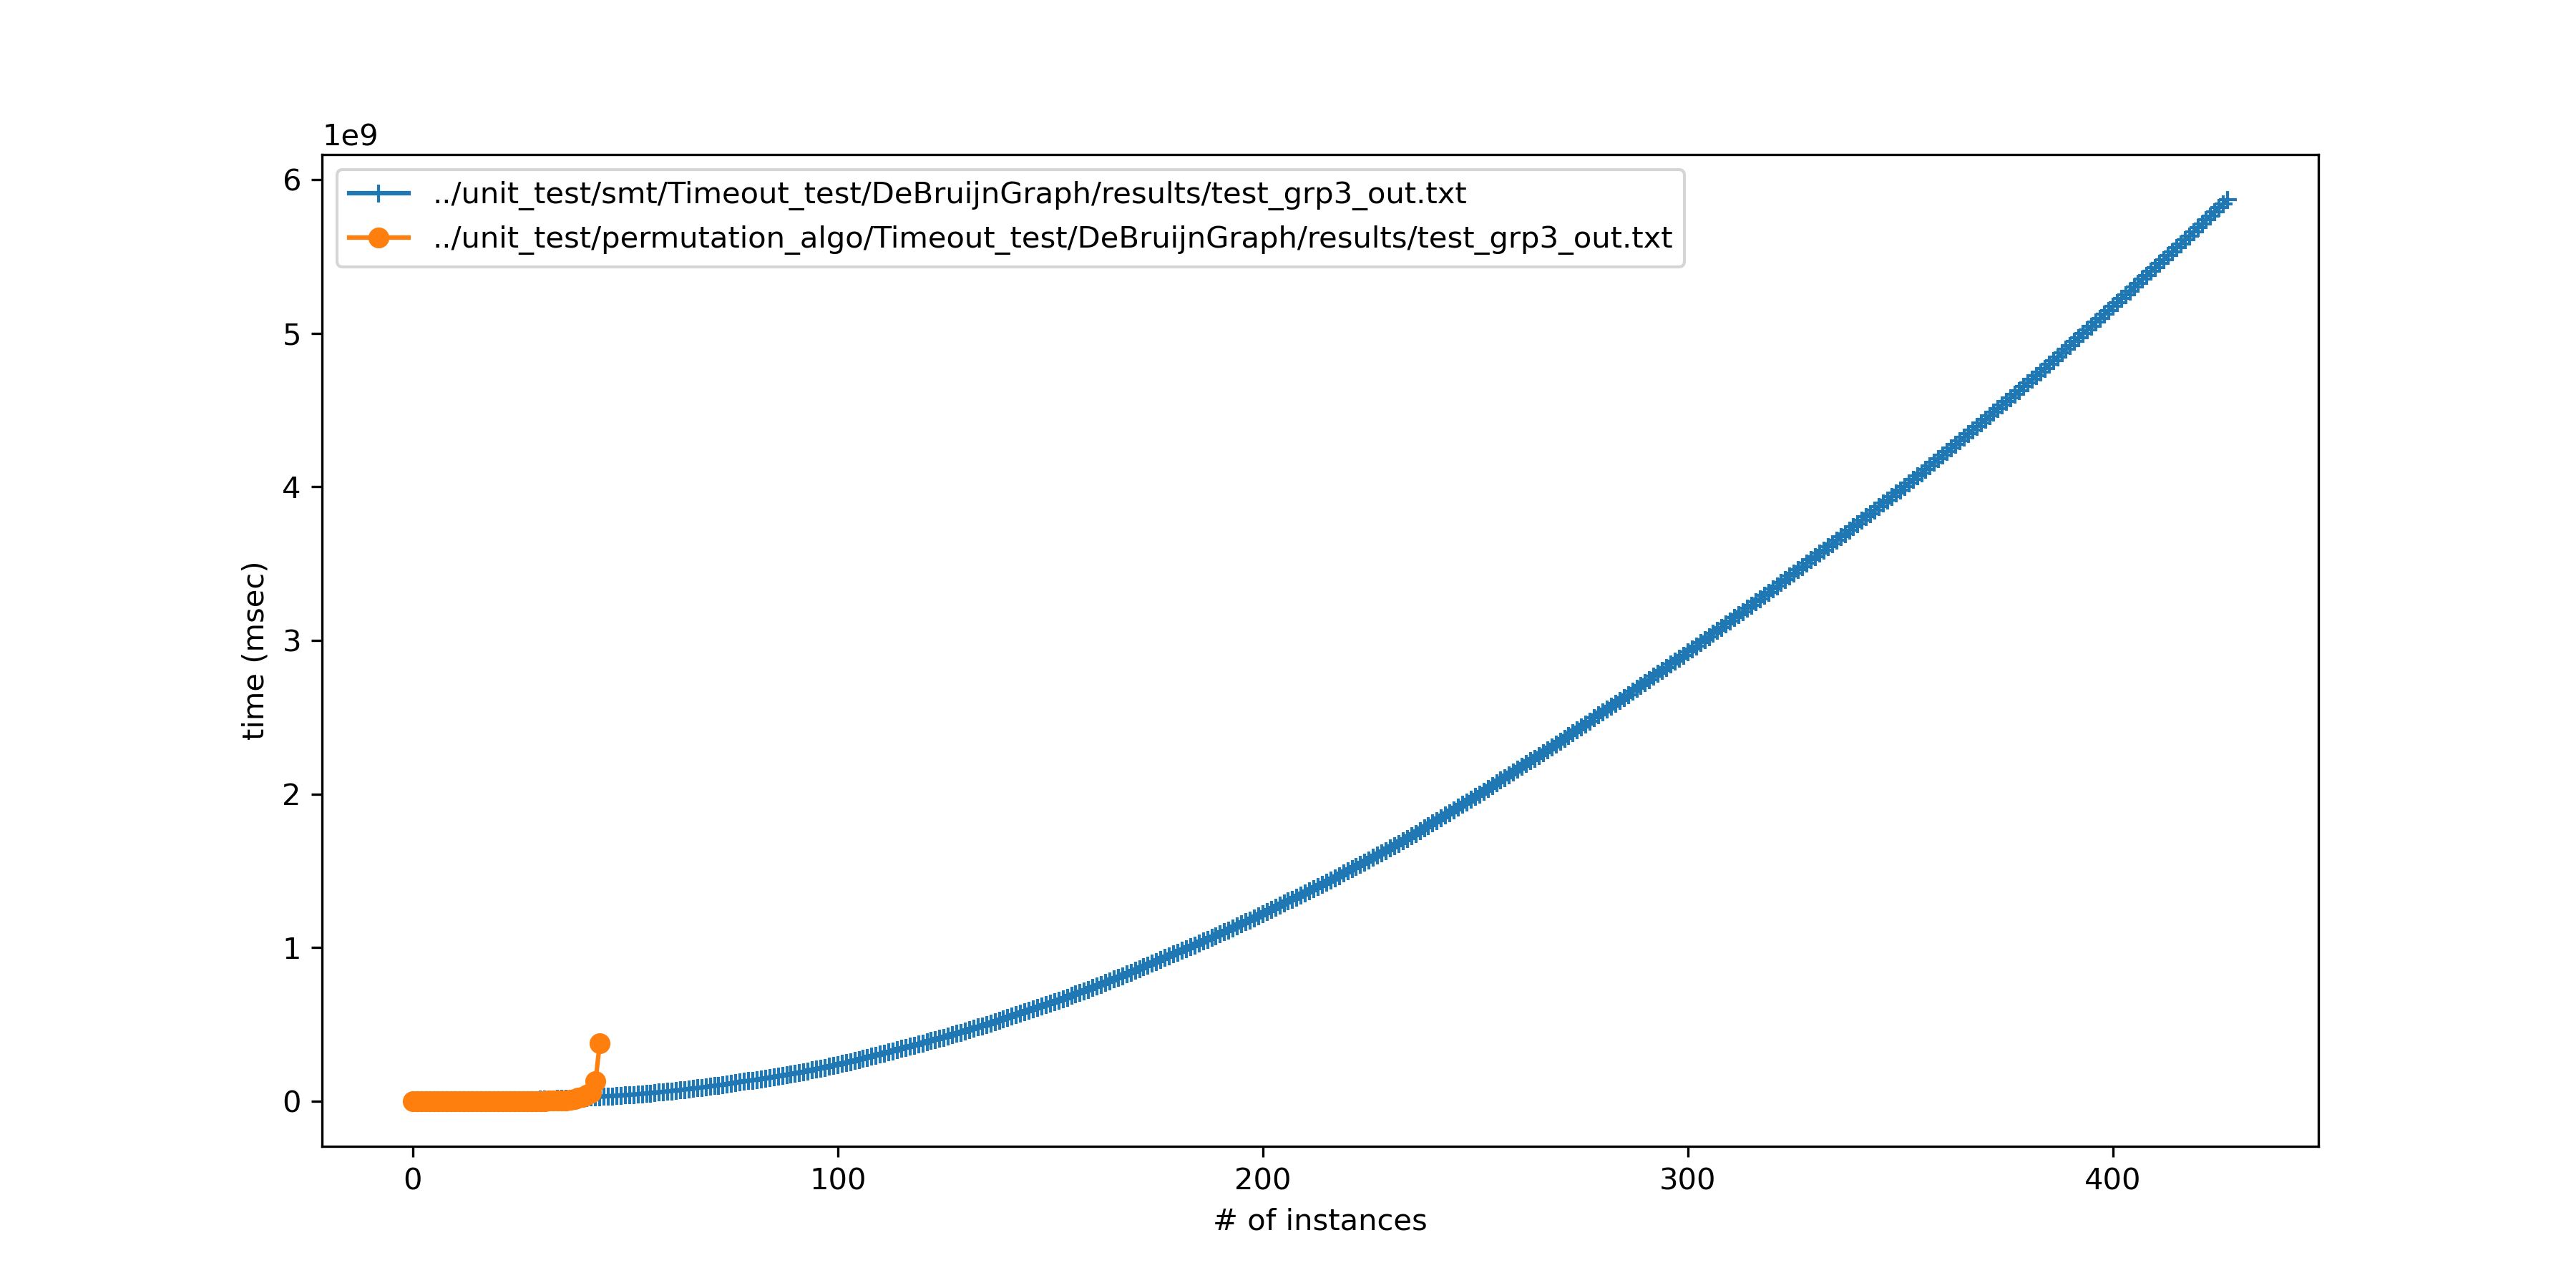 1e9
6
5
4
3
2
1
0
time (msec)
../unit_test/smt/Timeout_test/DeBruijnGraph/results/test_grp3_out.txt
../unit_test/permutation_algo/Timeout_test/DeBruijnGraph/results/test_grp3_out.txt
0 100 200 300 400
# of instances